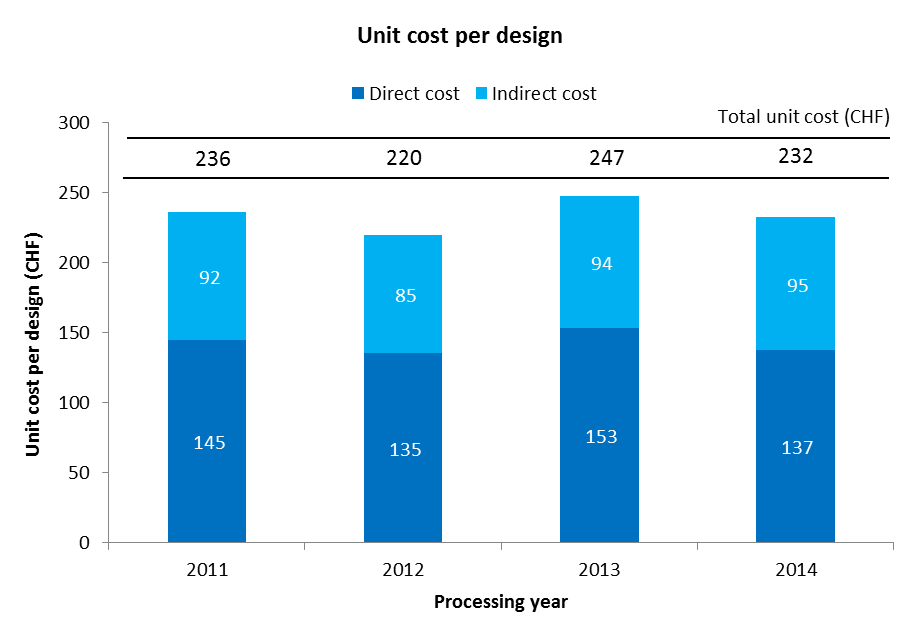 Unit cost per design
Direct cost Indirect cost
Total unit cost (CHF)
300
236 220 247 232
250
200
150
100
50
0
Unit cost per design (CHF)
92 85 94 95
145 135 153 137
2011 2012 2013 2014
Processing year